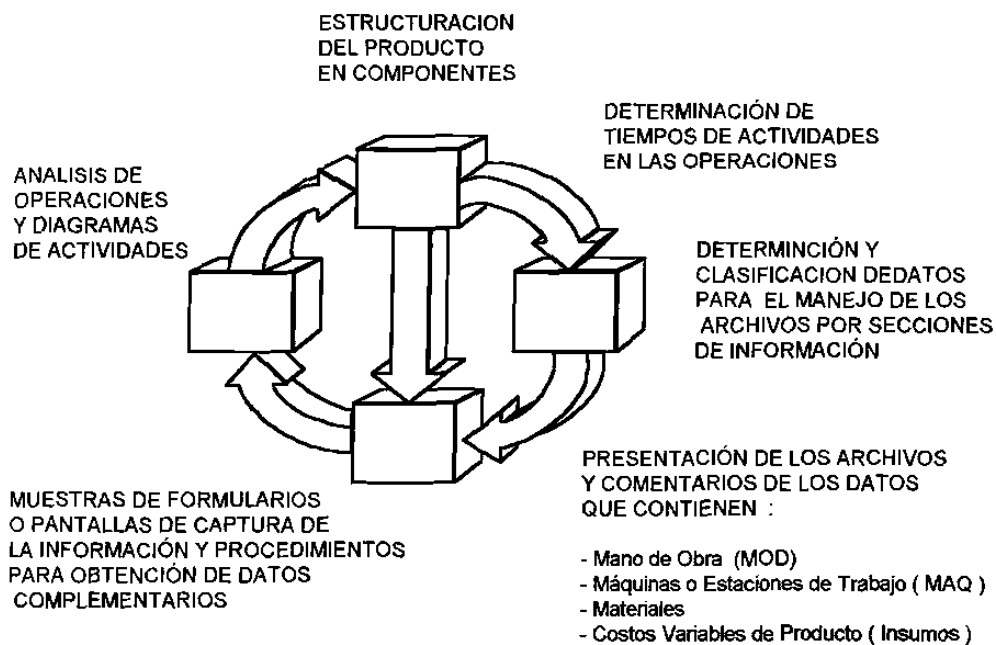 ESTRUCTURACION
DEL PRODUCTO
EN COMPONENTES
DETERMINACIÓN DE
TIEMPOS DE ACTIVIDADES
EN LAS OPERACIONES
ANALISIS DE
OPERACIONES
Y DIAGRAMAS
DE ACTIVIDADES
DETERMINCIÓN Y
CLASIFICACION DEDATOS
PARA EL MANEJO DE LOS
ARCHIVOS POR SECCIONES
DE INFORMACIÓN
PRESENTACIÓN DE LOS ARCHIVOS
Y COMENTARIOS DE LOS DATOS
QUE CONTIENEN :
- Mano de Obra (MOD)
- Máquinas o Estaciones de Trabajo ( MAQ )
- Materiales
- Costos Variables de Producto ( Insumos )
MUESTRAS DE FORMULARIOS
O PANTALLAS DE CAPTURA DE
LA INFORMACIÓN Y PROCEDIMIENTOS
PARA OBTENCIÓN DE DATOS
COMPLEMENTARIOS